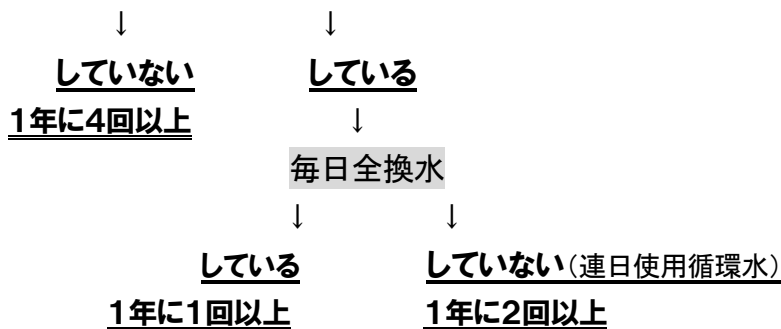 ↓ ↓
していない している
1年に4回以上 ↓
毎日全換水
↓ ↓
している していない(連日使用循環水)
1年に1回以上 1年に2回以上